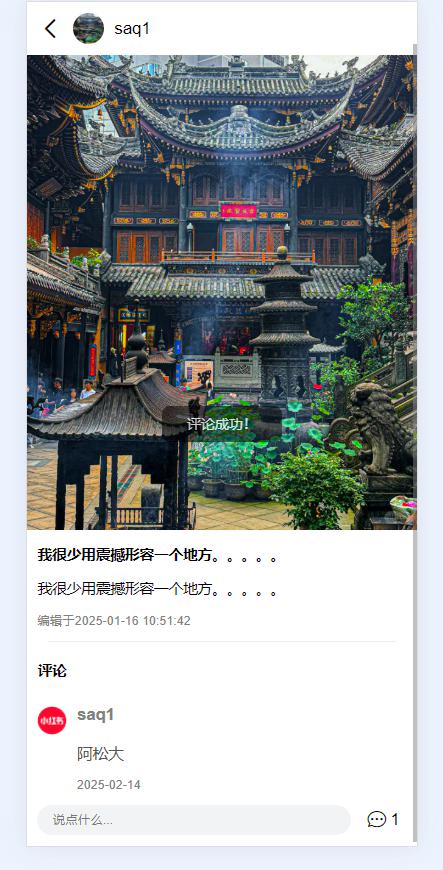 saq1
评论成功!
我很少用震撼形容一个地方。。。。。
我很少用震撼形容一个地方。。。。。
编辑于2025-01-16 10:51:42
评论
小红书
saq1
阿松大
2025-02-14
说点什么...
1